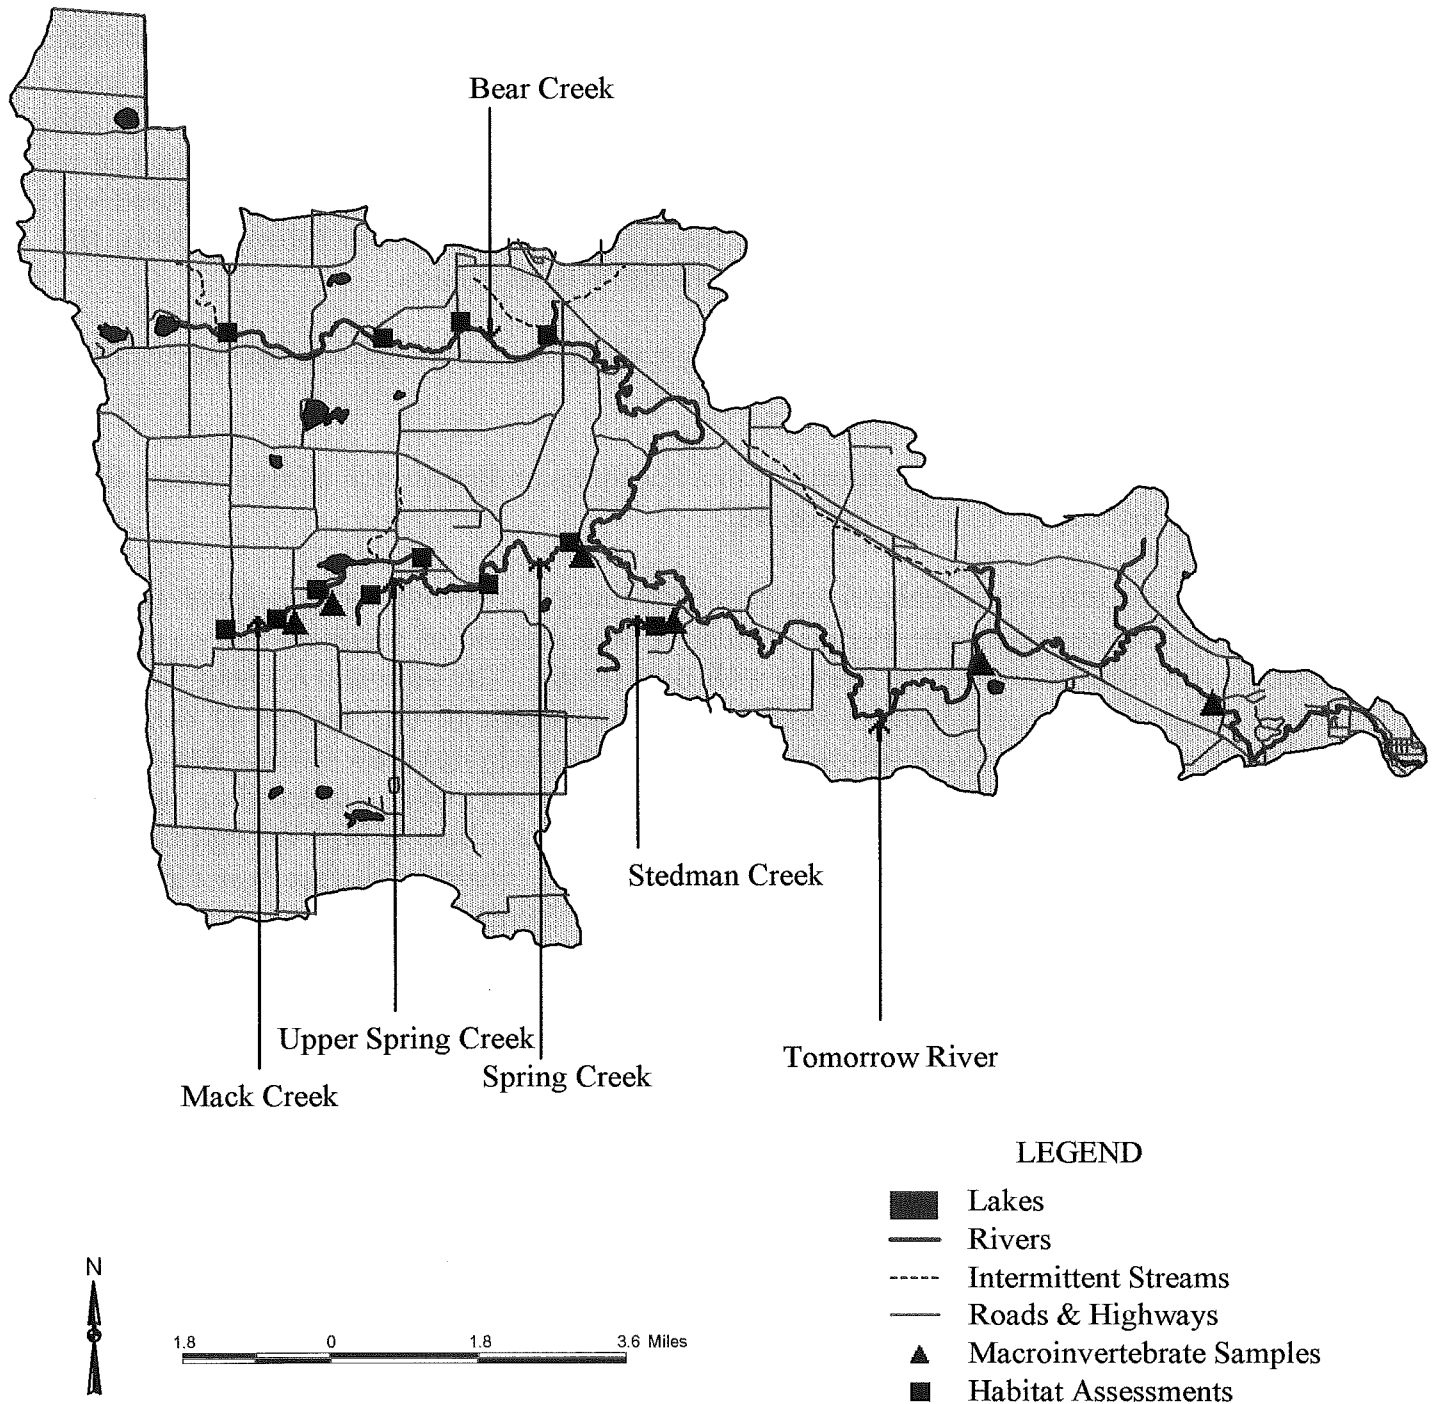 Bear Creek
Stedman Creek
Upper Spring Creek
Tomorrow River
Spring Creek
Mack Creek
LEGEND
Lakes
Rivers
Intermittent Streams
Roads & Highways
Macroinvertebrate Samples
Habitat Assessments
N
1.8 0 1.8 3.6 Miles